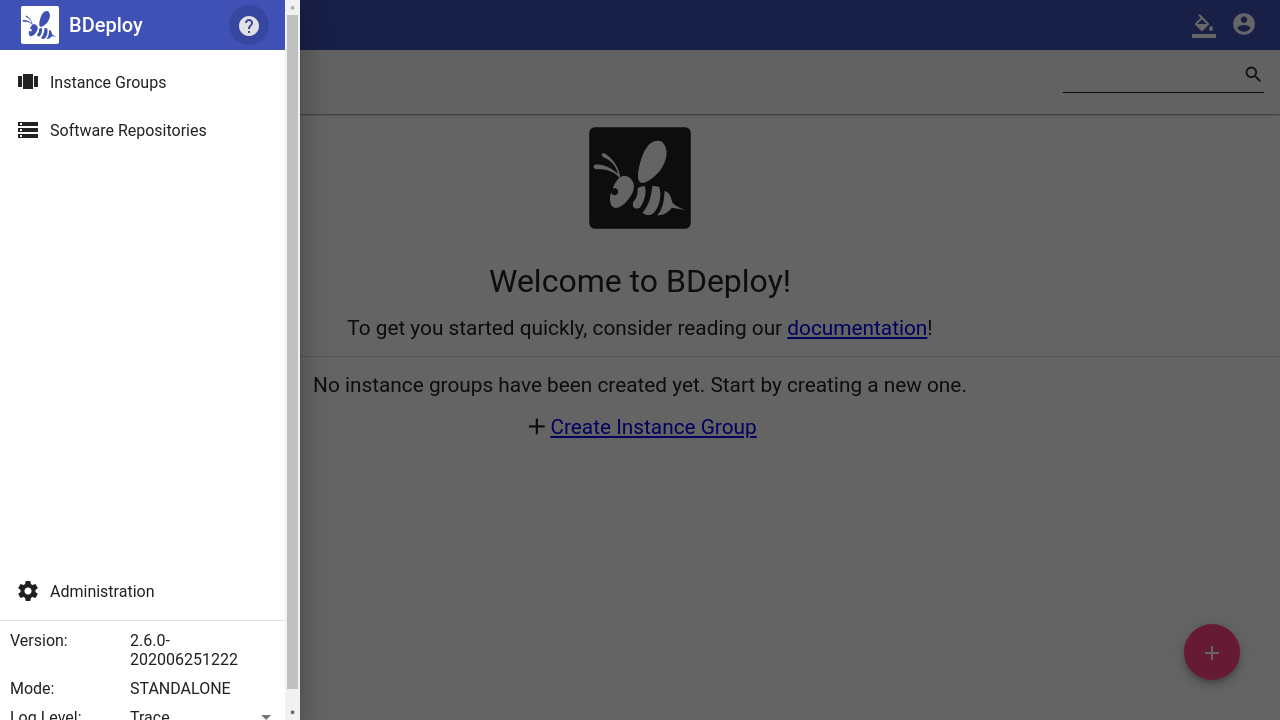 BDeploy
Instance Groups
Software Repositories
Administration
Version: 2.6.0-
202006251222
Mode: STANDALONE
Log Level: Trace
Welcome to BDeploy!
To get you started quickly, consider reading our documentation!
No instance groups have been created yet. Start by creating a new one.
Create Instance Group